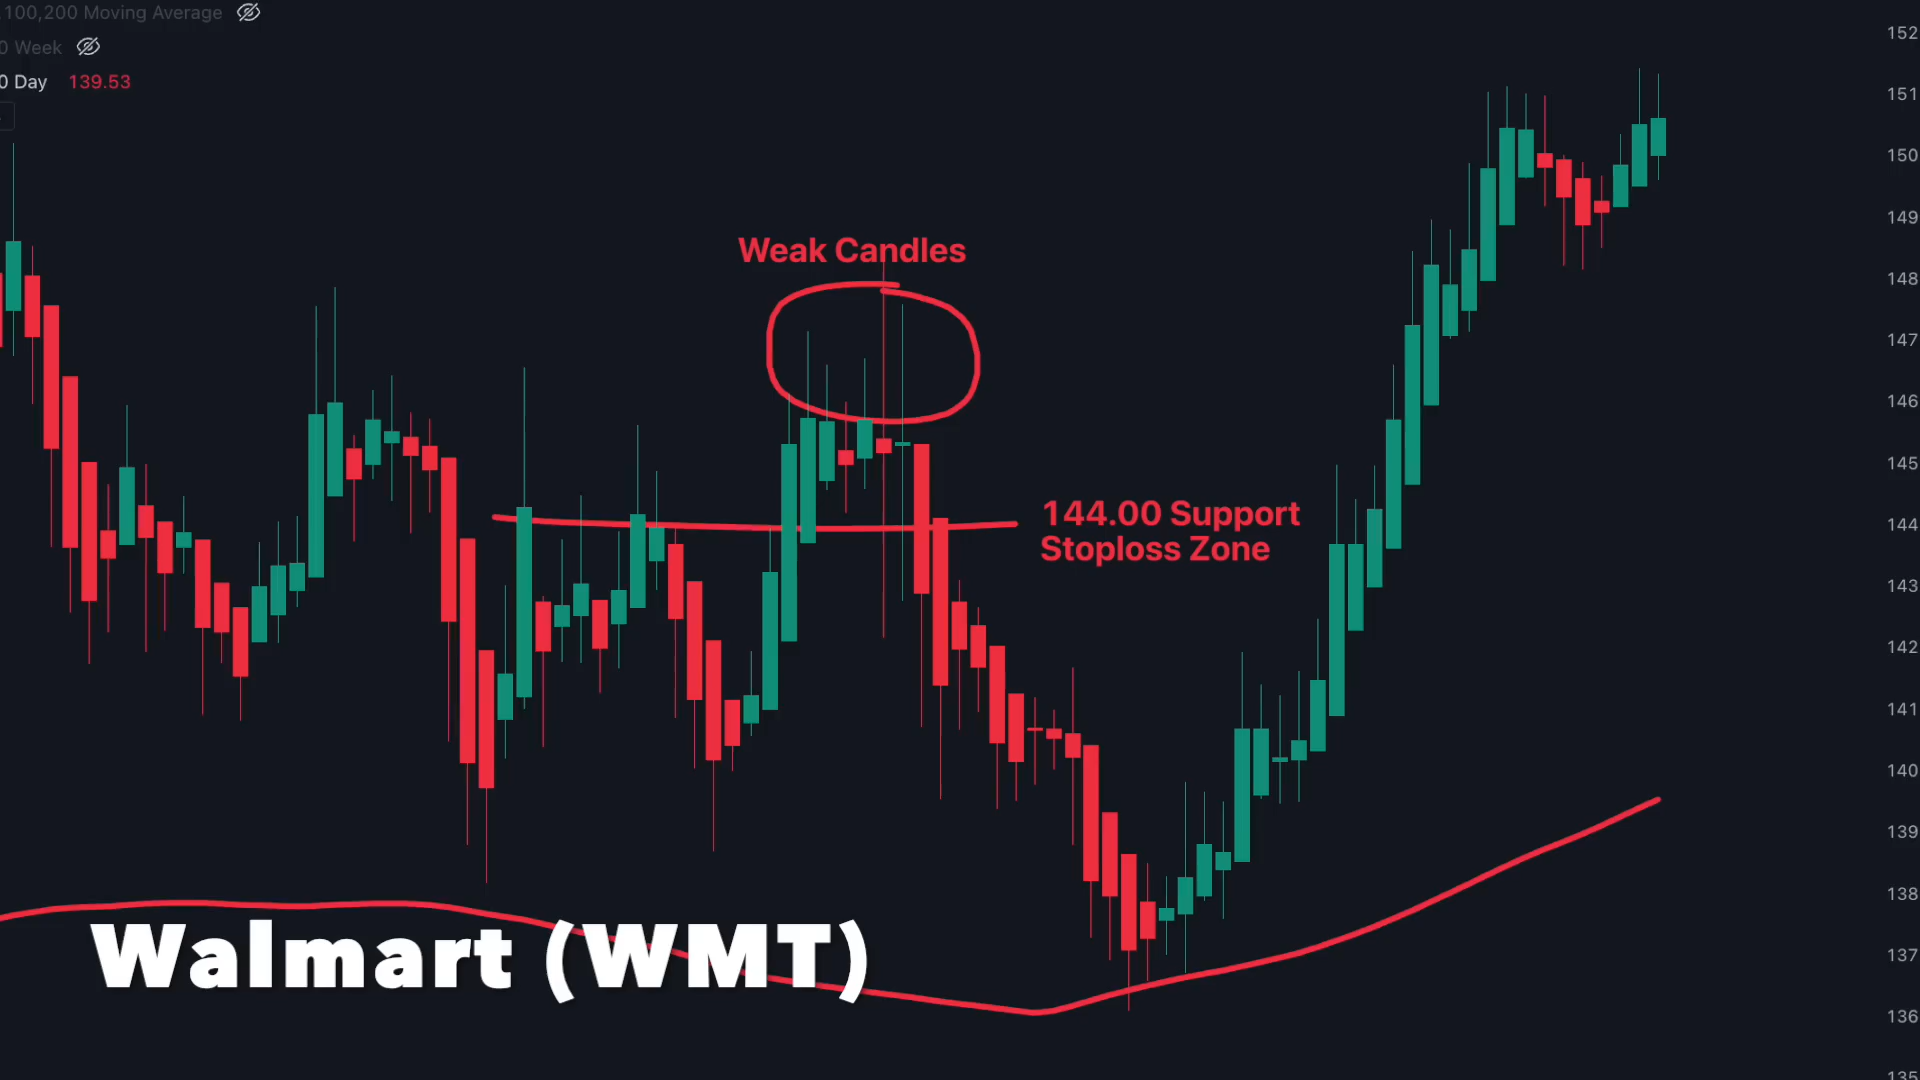 100,200 Moving Average
0 Week
0 Day 139.53
152
151
150
149
148
147
146
145
144
143
142
141
140
139
138
137
136
135
Weak Candles
144.00 Support
Stoploss Zone
Walmart (WMT)